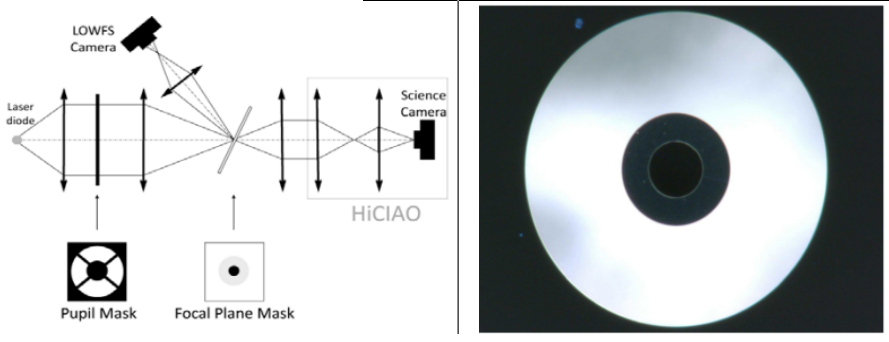 LOWFS
Camera
Laser
diode
Science
Camera
HiCIAO
Pupil Mask
Focal Plane Mask